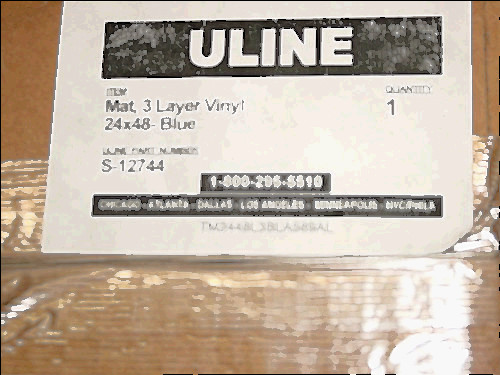 ULINE
ITEM
QUANTITY
Mat, 3 Layer Vinyl
1
24x48- Blue
ULINE PART NUMBER
S-12744
1-800-295-5510
CHICAGO ATLANTA DALLAS LOS ANGELES MINNEAPOLIS NYC/PHILA